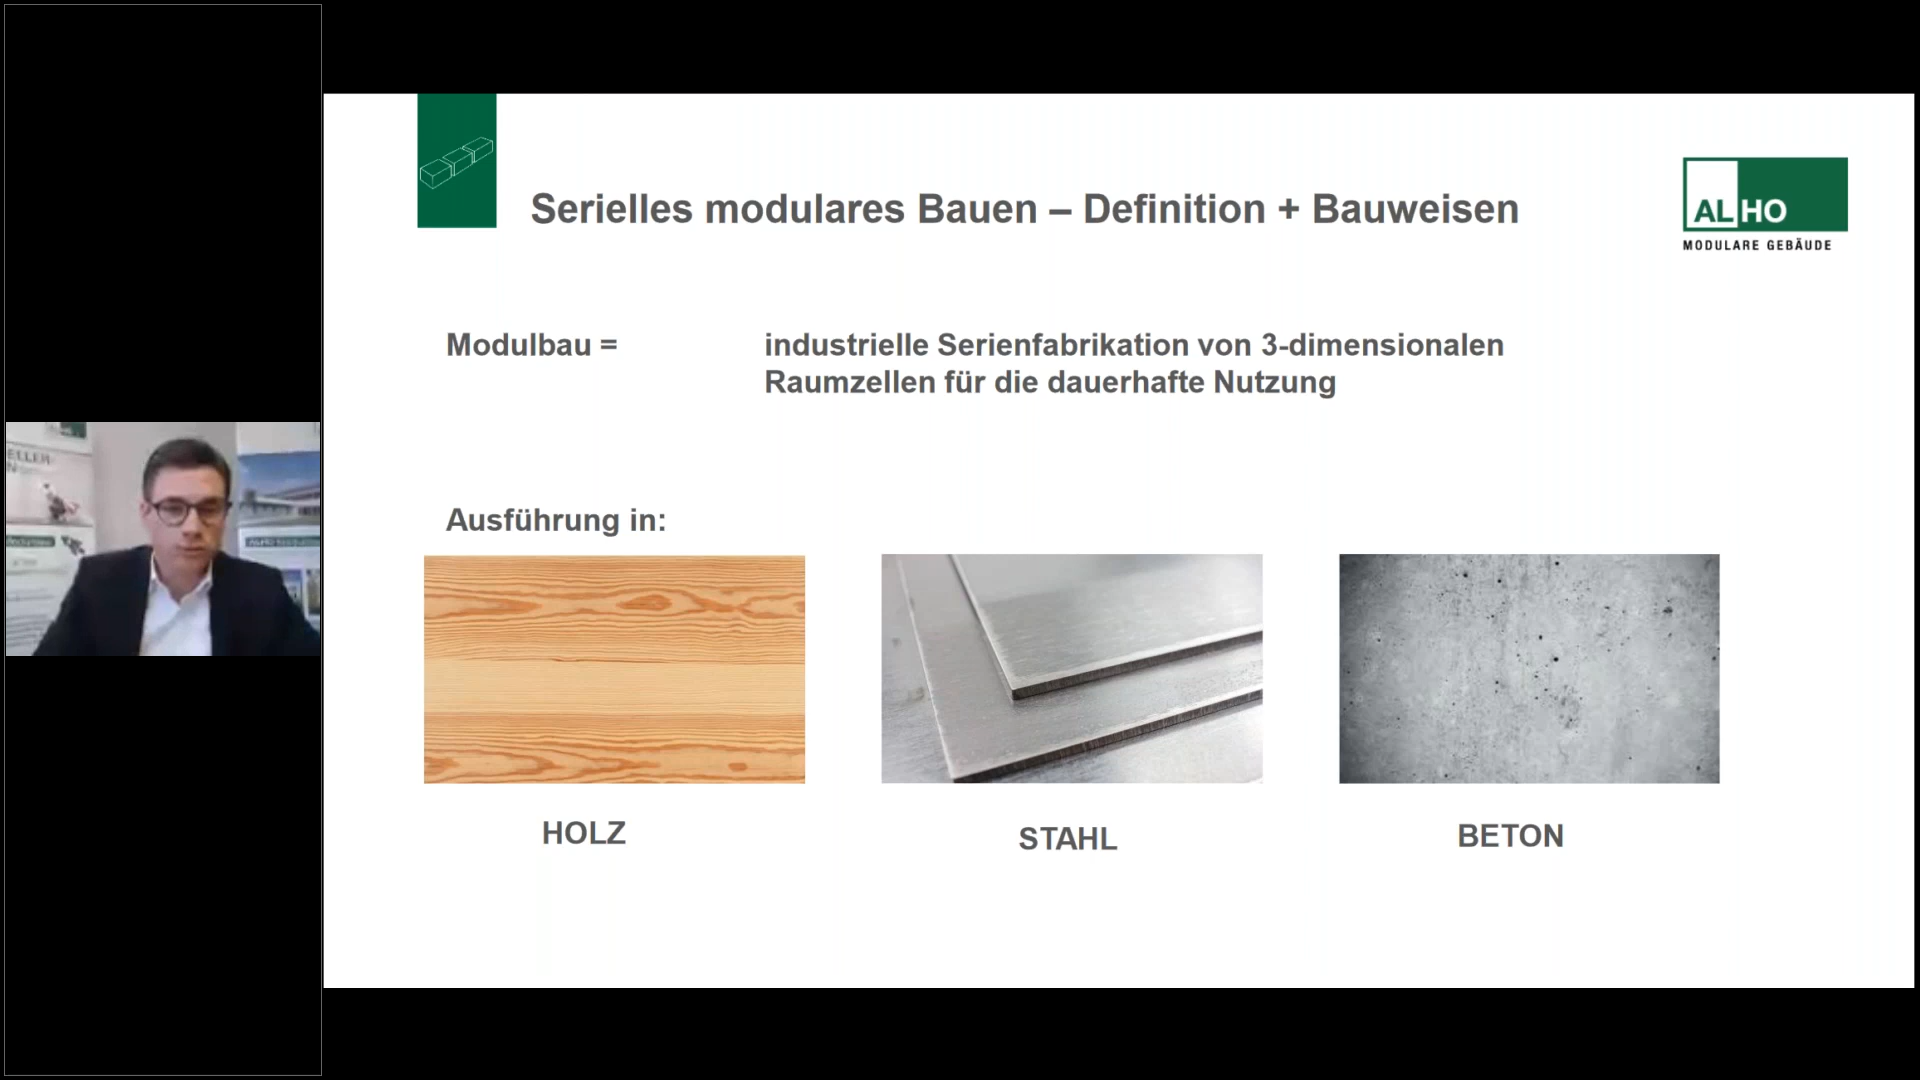 Serielles modulares Bauen – Definition + Bauweisen
ALHO
MODULARE GEBÄUDE
Modulbau =
industrielle Serienfabrikation von 3-dimensionalen
Raumzellen für die dauerhafte Nutzung
Ausführung in:
HOLZ
STAHL
BETON